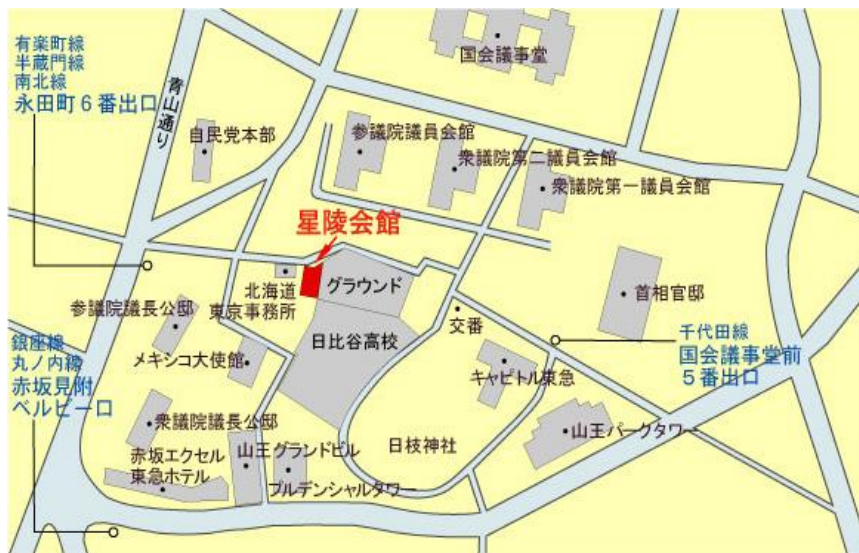 有楽町線
半蔵門線
南北線
永田町6番出口
青山通り
国会議事堂
自民党本部
参議院議員会館
衆議院第二議員会館
衆議院第一議員会館
星陵会館
北海道
東京事務所
グラウンド
首相官邸
参議院議長公邸
日比谷高校
交番
千代田線
国会議事堂前
5番出口
銀座線
丸ノ内線
赤坂見附
ベルビー口
メキシコ大使館
キャピトル東急
衆議院議長公邸
日枝神社
山王パークタワー
赤坂エクセル
東急ホテル
山王グランドビル
プルデンシャルタワー